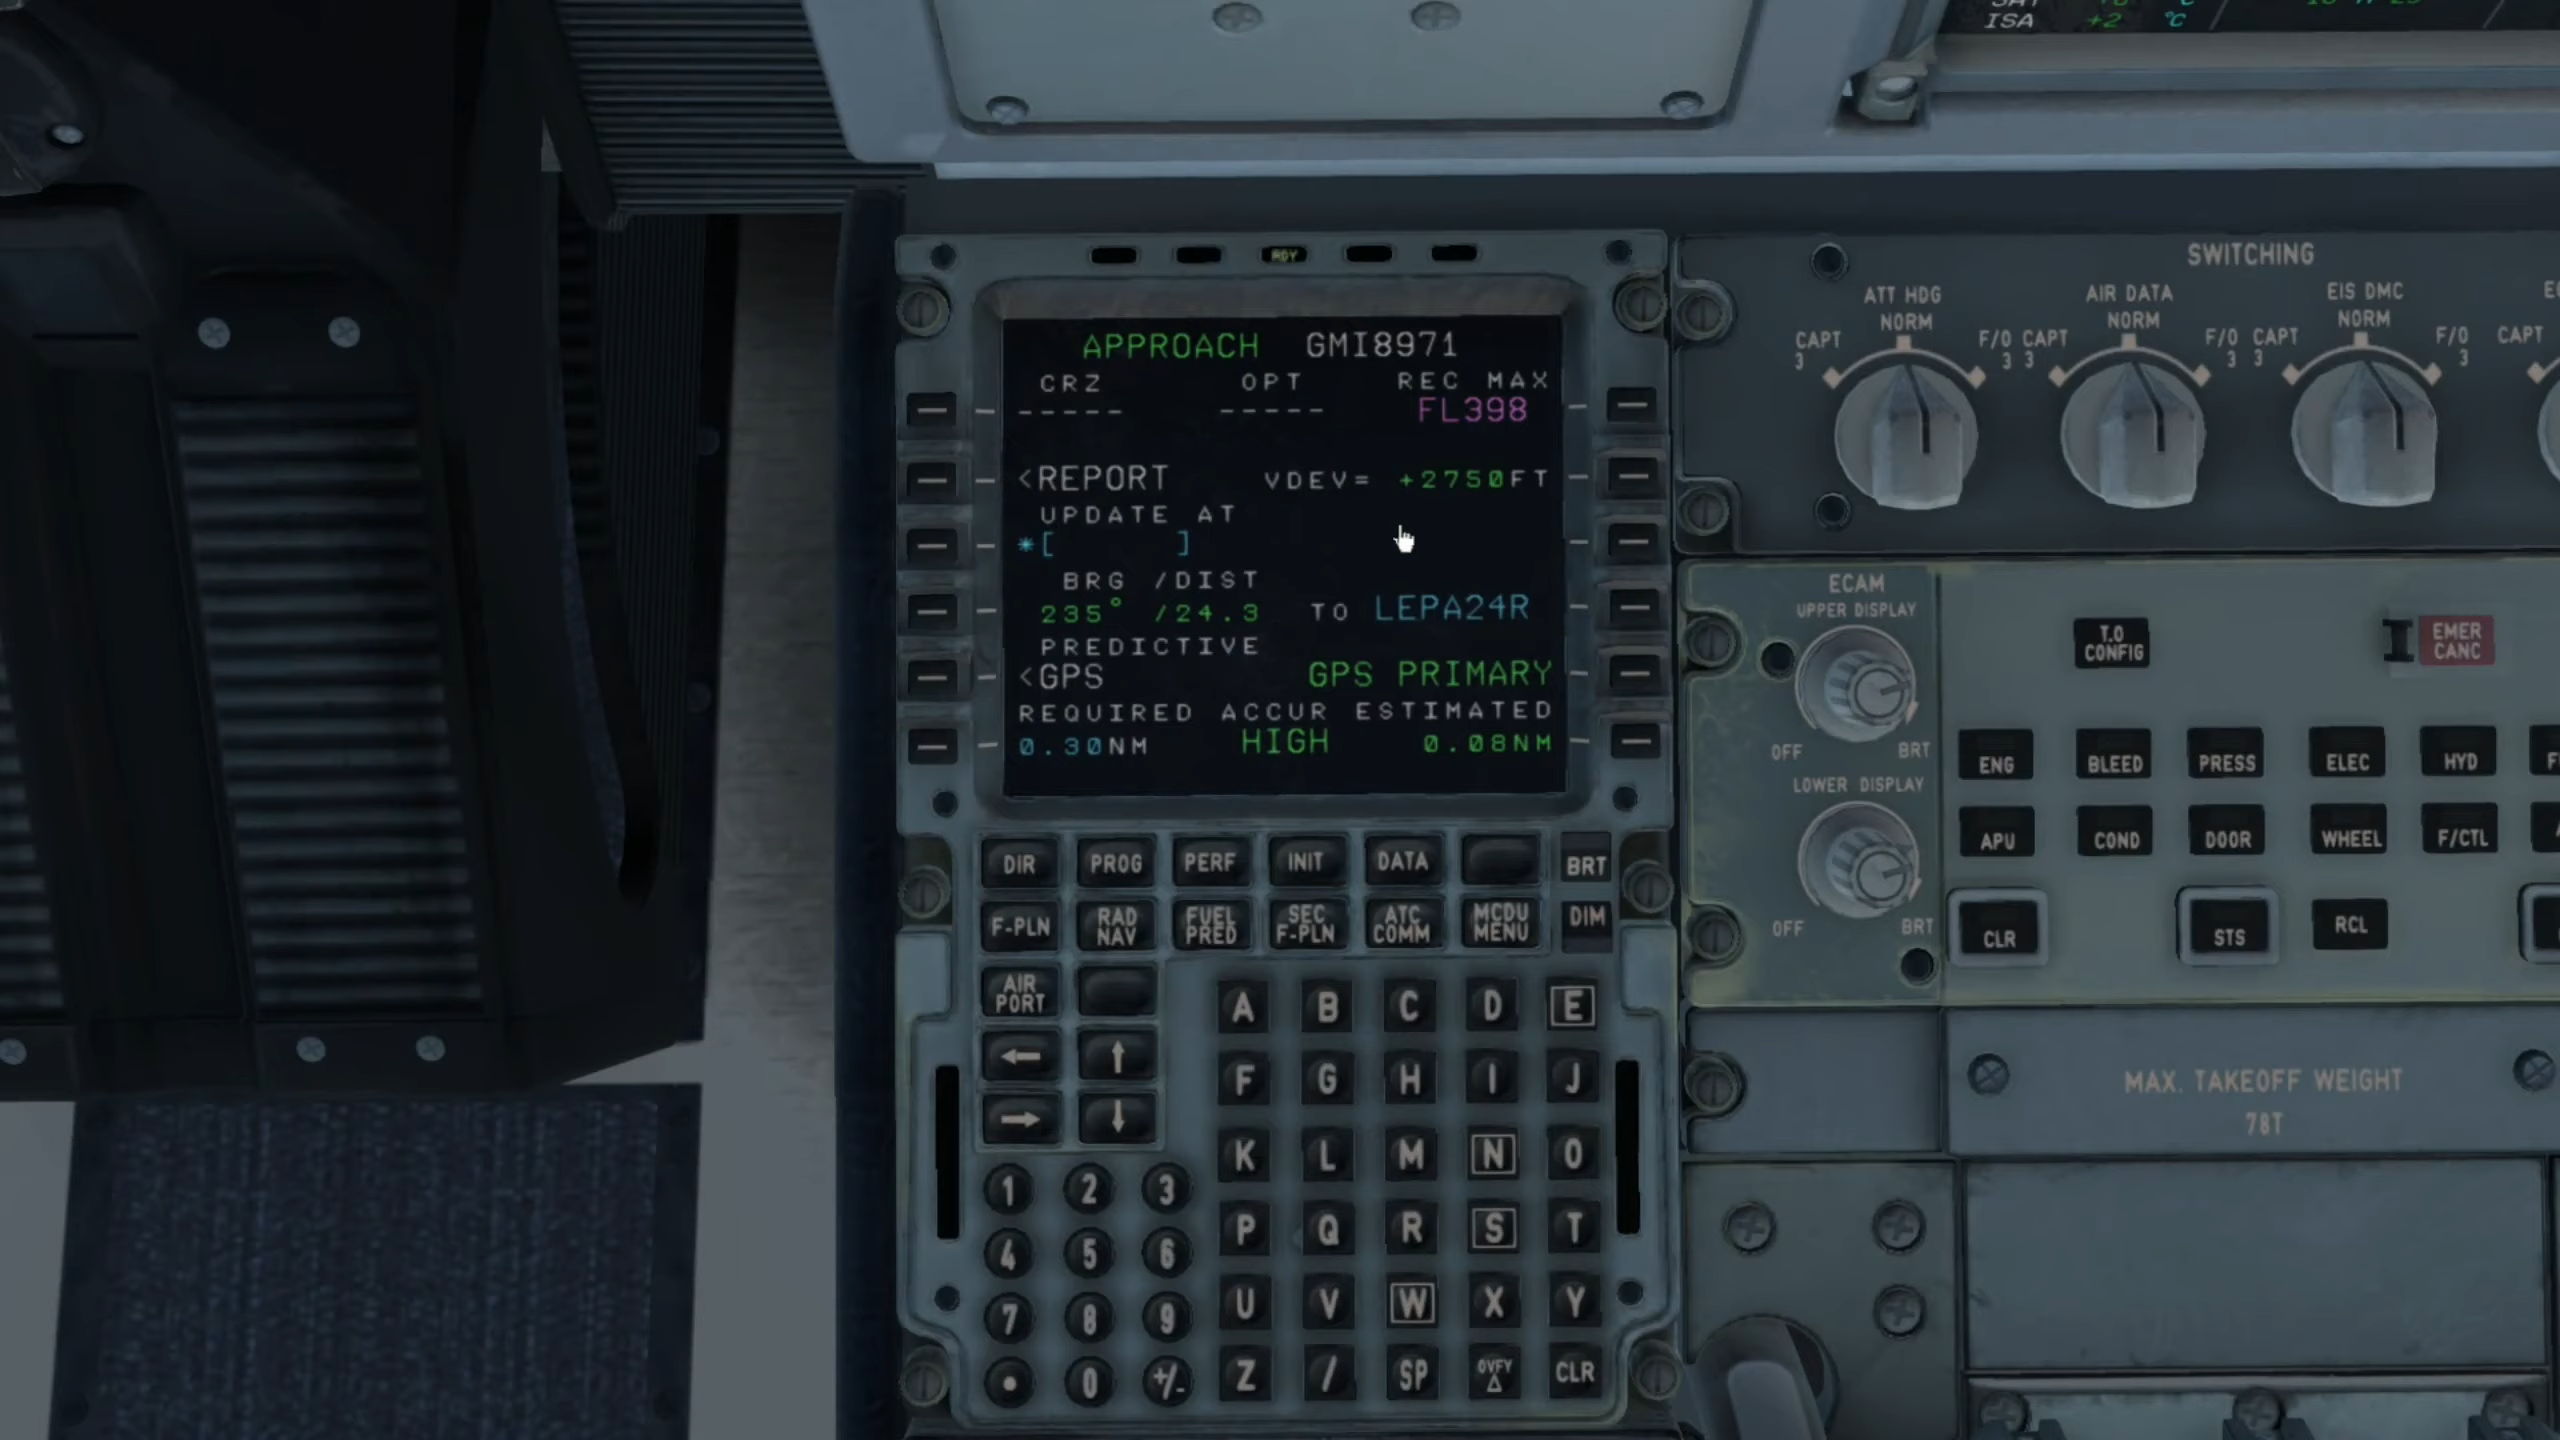 SAT
ISA +2 °C
SWITCHING
RDY
APPROACH GMI8971
CRZ OPT REC MAX
----- ----- FL398
<REPORT VDEV= +2750FT
UPDATE AT
*[ ]
BRG /DIST
235° /24.3 TO LEPA24R
PREDICTIVE
<GPS GPS PRIMARY
REQUIRED ACCUR ESTIMATED
0.30NM HIGH 0.08NM
ATT HDG AIR DATA EIS DMC
NORM NORM NORM
CAPT F/O CAPT F/O CAPT F/O CAPT
3 3 3 3 3 3
ECAM
UPPER DISPLAY
OFF BRT
LOWER DISPLAY
OFF BRT
T.O
CONFIG
EMER
CANC
ENG BLEED PRESS ELEC HYD
APU COND DOOR WHEEL F/CTL
CLR STS RCL
MAX. TAKEOFF WEIGHT
78T
DIR PROG PERF INIT DATA BRT
F-PLN RAD NAV FUEL PRED SEC F-PLN ATC COMM MCDU MENU DIM
AIR PORT
← ↑
→ ↓
A B C D E
F G H I J
K L M N O
P Q R S T
U V W X Y
Z / SP OVFY Δ CLR
1 2 3
4 5 6
7 8 9
. 0 +/-